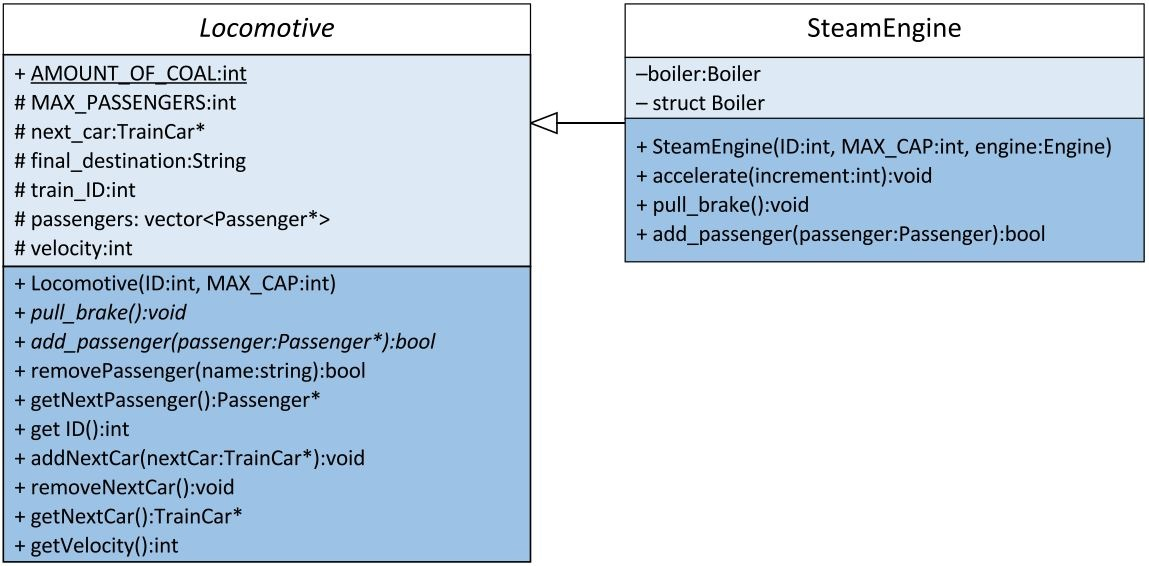 Locomotive
+ AMOUNT_OF_COAL:int
# MAX_PASSENGERS:int
# next_car:TrainCar*
# final_destination:String
# train_ID:int
# passengers: vector<Passenger*>
# velocity:int
+ Locomotive(ID:int, MAX_CAP:int)
+ pull_brake():void
+ add_passenger(passenger:Passenger*):bool
+ removePassenger(name:string):bool
+ getNextPassenger():Passenger*
+ get ID():int
+ addNextCar(nextCar:TrainCar*):void
+ removeNextCar():void
+ getNextCar():TrainCar*
+ getVelocity():int
SteamEngine
–boiler:Boiler
– struct Boiler
+ SteamEngine(ID:int, MAX_CAP:int, engine:Engine)
+ accelerate(increment:int):void
+ pull_brake():void
+ add_passenger(passenger:Passenger):bool